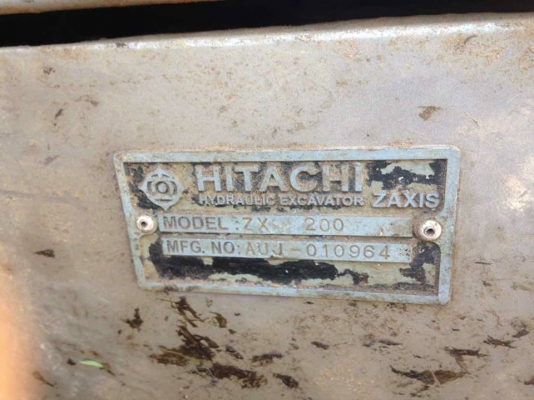 HITACHI
HYDRAULIC EXCAVATOR ZAXIS
MODEL: ZX 200
MFG. NO: AUJ-010964